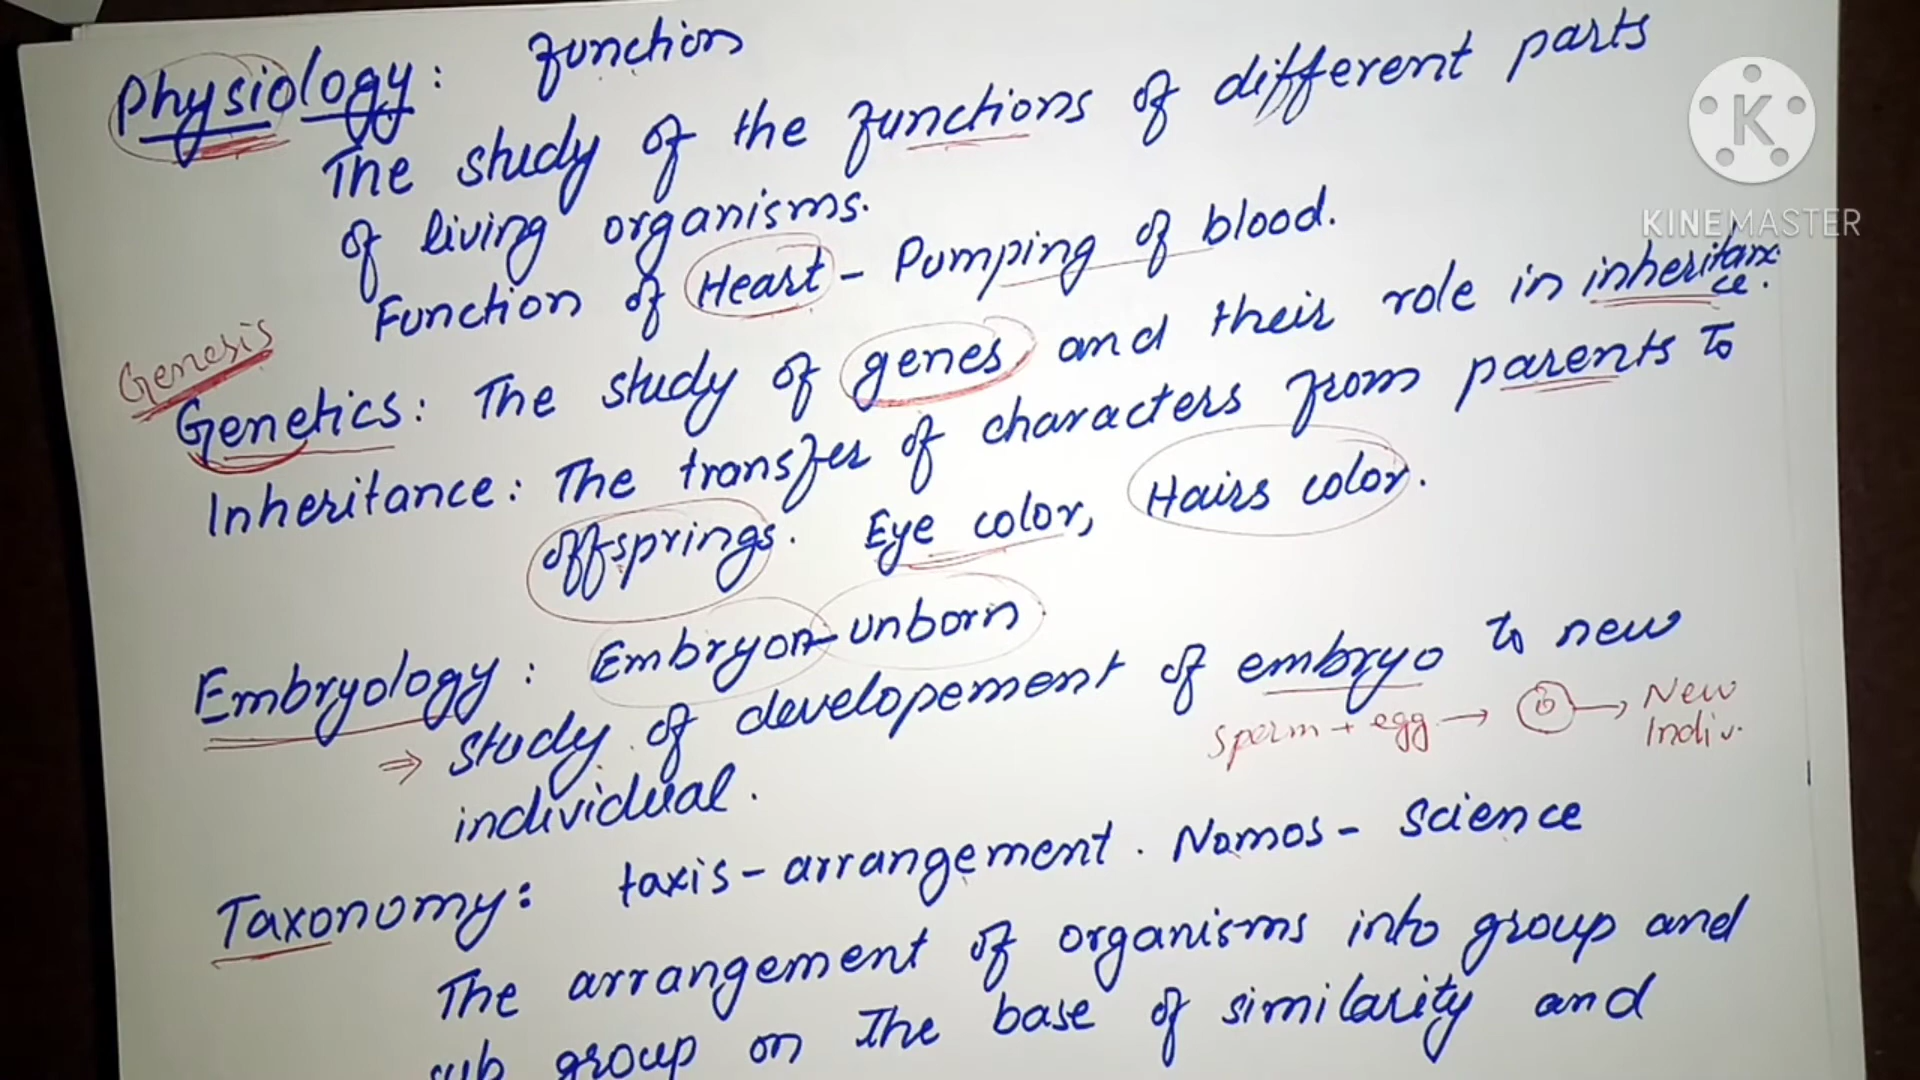 Physiology: function
The study of the functions of different parts
of living organisms.
Function of Heart - Pumping of blood.
Genesis
Genetics: The study of genes and their role in inheritance.
Inheritance: The transfer of characters from parents to
offsprings. Eye color, Hairs color.
Embryology: Embryon-unborn
⇒ study of developement of embryo to new
individual.
Sperm + egg → → New
Indiv.
Taxonomy: taxis - arrangement. Nomos - science
The arrangement of organisms into group and
sub group on The base of similarity and
K
KINEMASTER